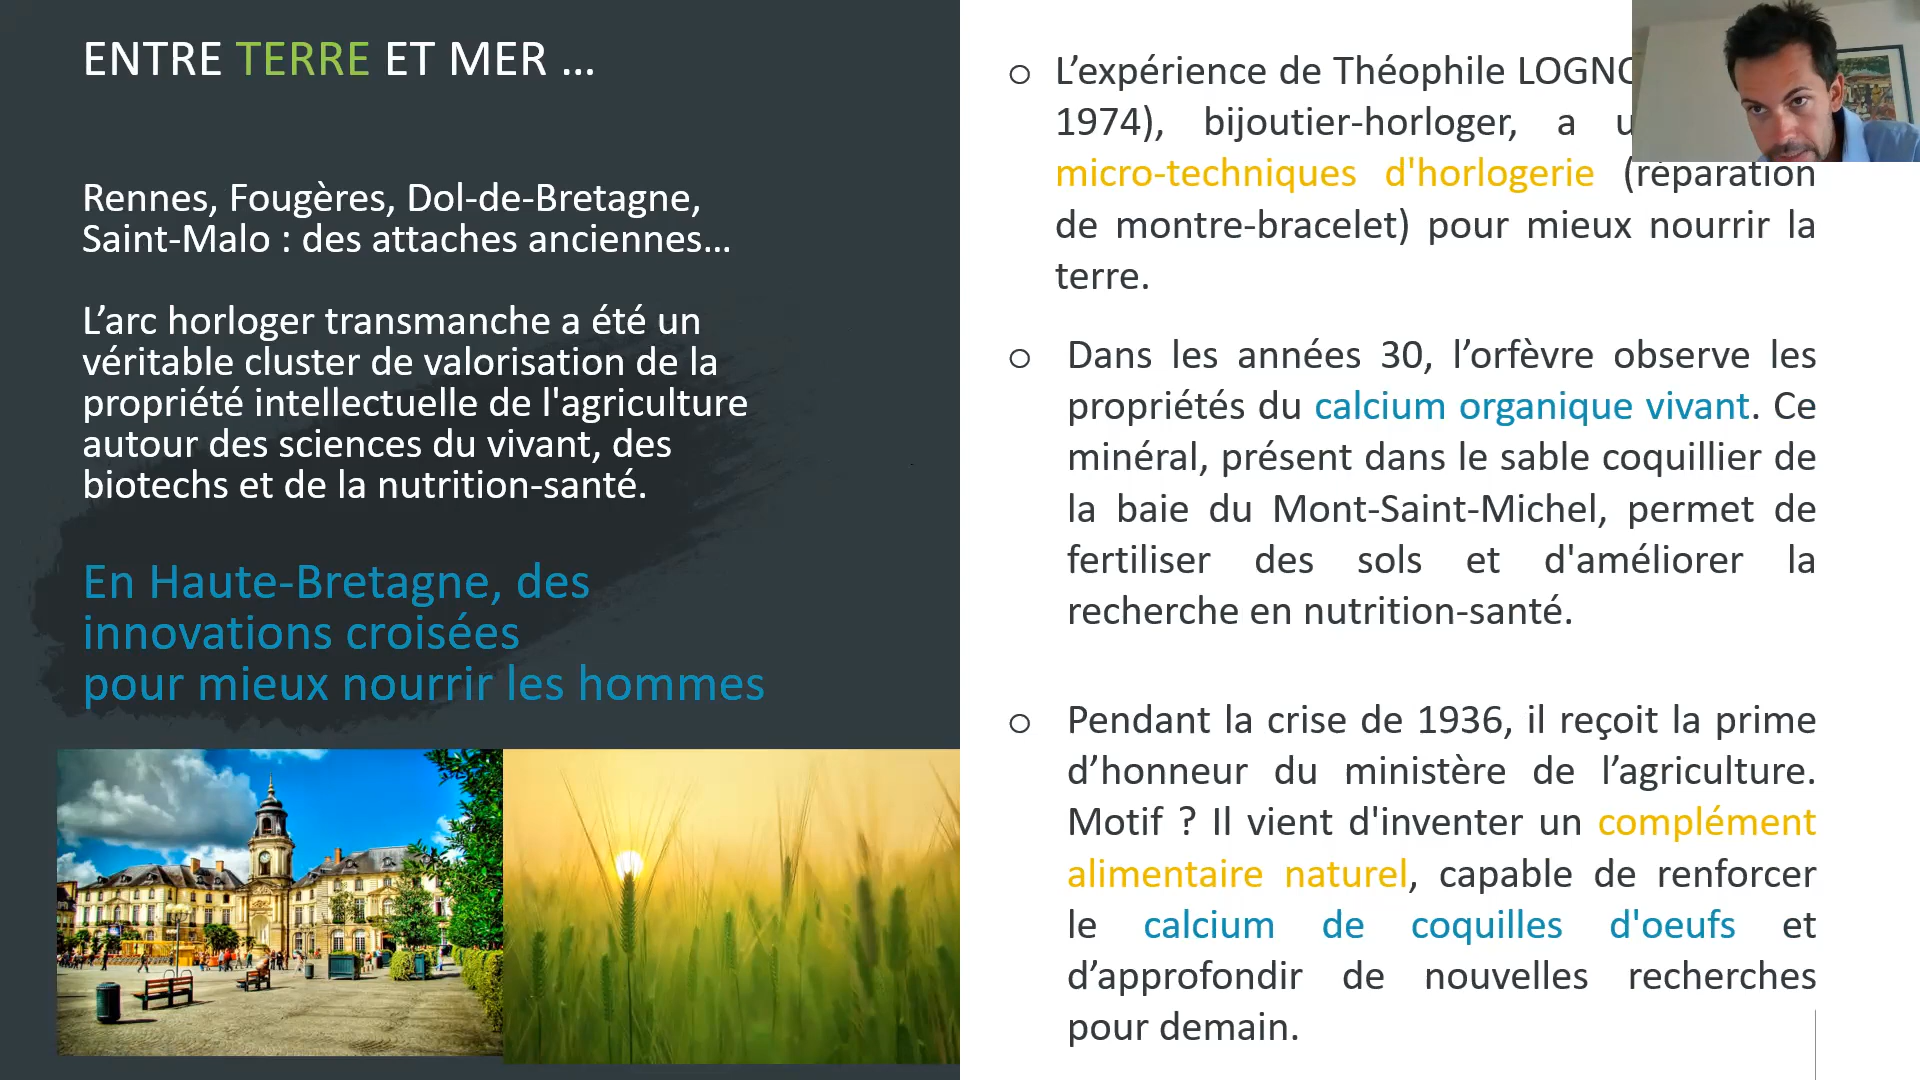 ENTRE TERRE ET MER ...
Rennes, Fougères, Dol-de-Bretagne,
Saint-Malo : des attaches anciennes...
L’arc horloger transmanche a été un
véritable cluster de valorisation de la
propriété intellectuelle de l'agriculture
autour des sciences du vivant, des
biotechs et de la nutrition-santé.
En Haute-Bretagne, des
innovations croisées
pour mieux nourrir les hommes
L’expérience de Théophile
1974), bijoutier-horloger, a
micro-techniques d'horlogerie (réparation
de montre-bracelet) pour mieux nourrir la
terre.
Dans les années 30, l’orfèvre observe les
propriétés du calcium organique vivant. Ce
minéral, présent dans le sable coquillier de
la baie du Mont-Saint-Michel, permet de
fertiliser des sols et d'améliorer la
recherche en nutrition-santé.
Pendant la crise de 1936, il reçoit la prime
d’honneur du ministère de l’agriculture.
Motif ? Il vient d'inventer un complément
alimentaire naturel, capable de renforcer
le calcium de coquilles d'oeufs et
d’approfondir de nouvelles recherches
pour demain.